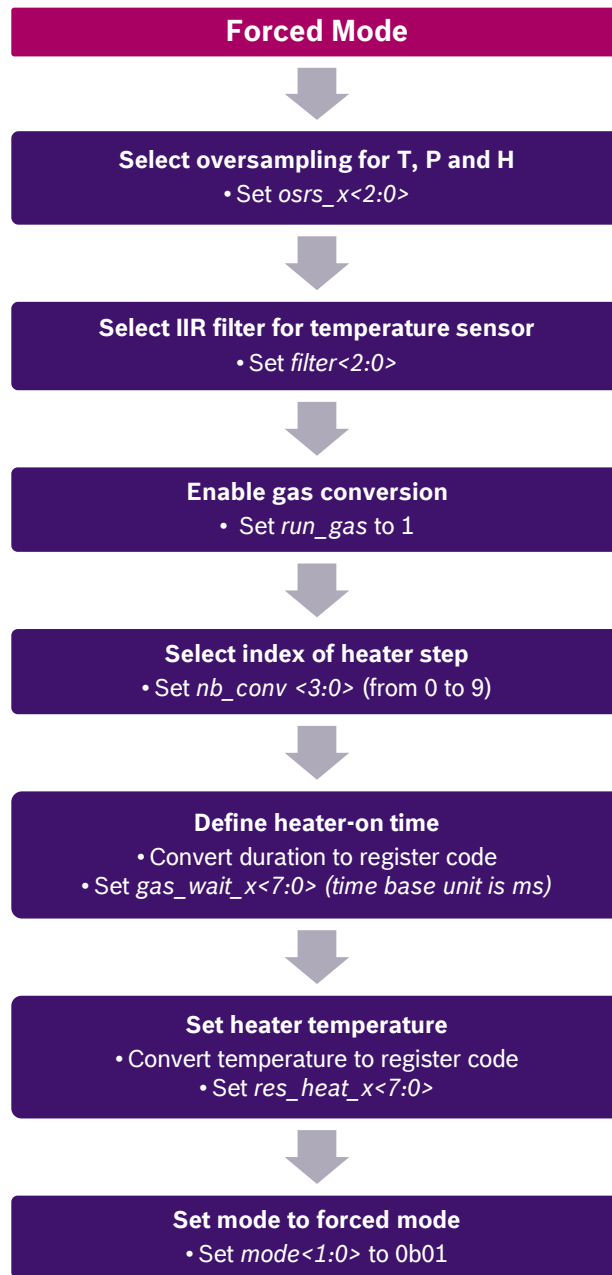 Forced Mode
Select oversampling for T, P and H
• Set osrs_x<2:0>
Select IIR filter for temperature sensor
• Set filter<2:0>
Enable gas conversion
• Set run_gas to 1
Select index of heater step
• Set nb_conv <3:0> (from 0 to 9)
Define heater-on time
• Convert duration to register code
• Set gas_wait_x<7:0> (time base unit is ms)
Set heater temperature
• Convert temperature to register code
• Set res_heat_x<7:0>
Set mode to forced mode
• Set mode<1:0> to 0b01